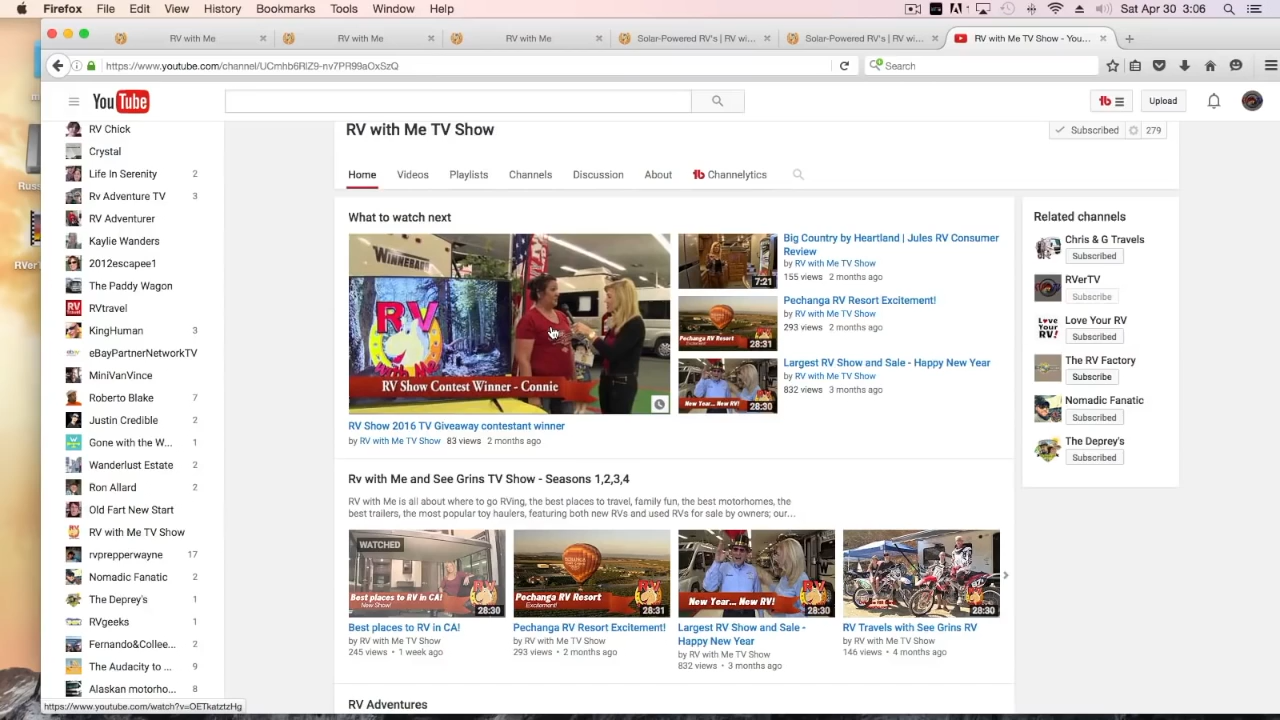 Firefox File Edit View History Bookmarks Tools Window Help
Sat Apr 30 3:06
RV with Me
RV with Me
RV with Me
Solar-Powered RV's | RV wi...
Solar-Powered RV's | RV wi...
RV with Me TV Show - You...
https://www.youtube.com/channel/UCmhb6RIZ9-nv7PR99aOxSzQ
Search
YouTube
Upload
RV Chick
Crystal
Life In Serenity 2
Rv Adventure TV 3
RV Adventurer
Kaylie Wanders
2012escapee1
The Paddy Wagon
RVtravel
KingHuman 3
eBayPartnerNetworkTV
MiniVanVince
Roberto Blake 7
Justin Credible 2
Gone with the W... 1
Wanderlust Estate 2
Ron Allard 2
Old Fart New Start
RV with Me TV Show
rvprepperwayne 17
Nomadic Fanatic 2
The Deprey's 1
RVgeeks 1
Fernando&Collee... 2
The Audacity to ... 9
Alaskan motorho... 8
https://www.youtube.com/watch?v=OETkatztzHg
RV with Me TV Show
Subscribed 279
Home Videos Playlists Channels Discussion About tb Channelytics
What to watch next
WINNEBAG
RV
with Me
RV Show Contest Winner - Connie
RV Show 2016 TV Giveaway contestant winner
by RV with Me TV Show 83 views 2 months ago
7:21
Big Country by Heartland | Jules RV Consumer
Review
by RV with Me TV Show
155 views 2 months ago
Pechanga RV Resort
Excitement!
28:31
Pechanga RV Resort Excitement!
by RV with Me TV Show
293 views 2 months ago
New Year... New RV!
28:30
Largest RV Show and Sale - Happy New Year
by RV with Me TV Show
832 views 3 months ago
Rv with Me and See Grins TV Show - Seasons 1,2,3,4
RV with Me is all about where to go RVing, the best places to travel, family fun, the best motorhomes, the
best trailers, the most popular toy haulers, featuring both new RVs and used RVs for sale by owners; our...
WATCHED
Best places to RV in CA!
New Show!
28:30
Best places to RV in CA!
by RV with Me TV Show
245 views • 1 week ago
Pechanga RV Resort
Excitement!
28:31
Pechanga RV Resort Excitement!
by RV with Me TV Show
293 views • 2 months ago
New Year... New RV!
28:30
Largest RV Show and Sale -
Happy New Year
by RV with Me TV Show
832 views • 3 months ago
28:30
RV Travels with See Grins RV
by RV with Me TV Show
146 views • 4 months ago
RV Adventures
Related channels
Chris & G Travels
Subscribed
RVerTV
Subscribe
Love Your RV
Subscribed
The RV Factory
Subscribe
Nomadic Fanatic
Subscribed
The Deprey's
Subscribed